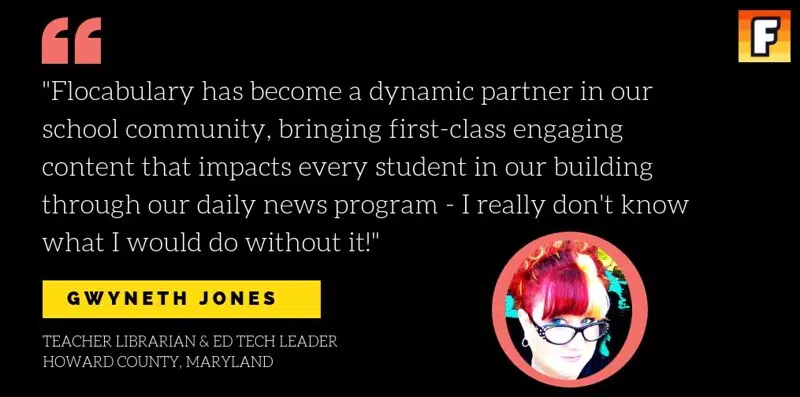 F
"Flocabulary has become a dynamic partner in our
school community, bringing first-class engaging
content that impacts every student in our building
through our daily news program - I really don't know
what I would do without it!"
GWYNETH JONES
TEACHER LIBRARIAN & ED TECH LEADER
HOWARD COUNTY, MARYLAND